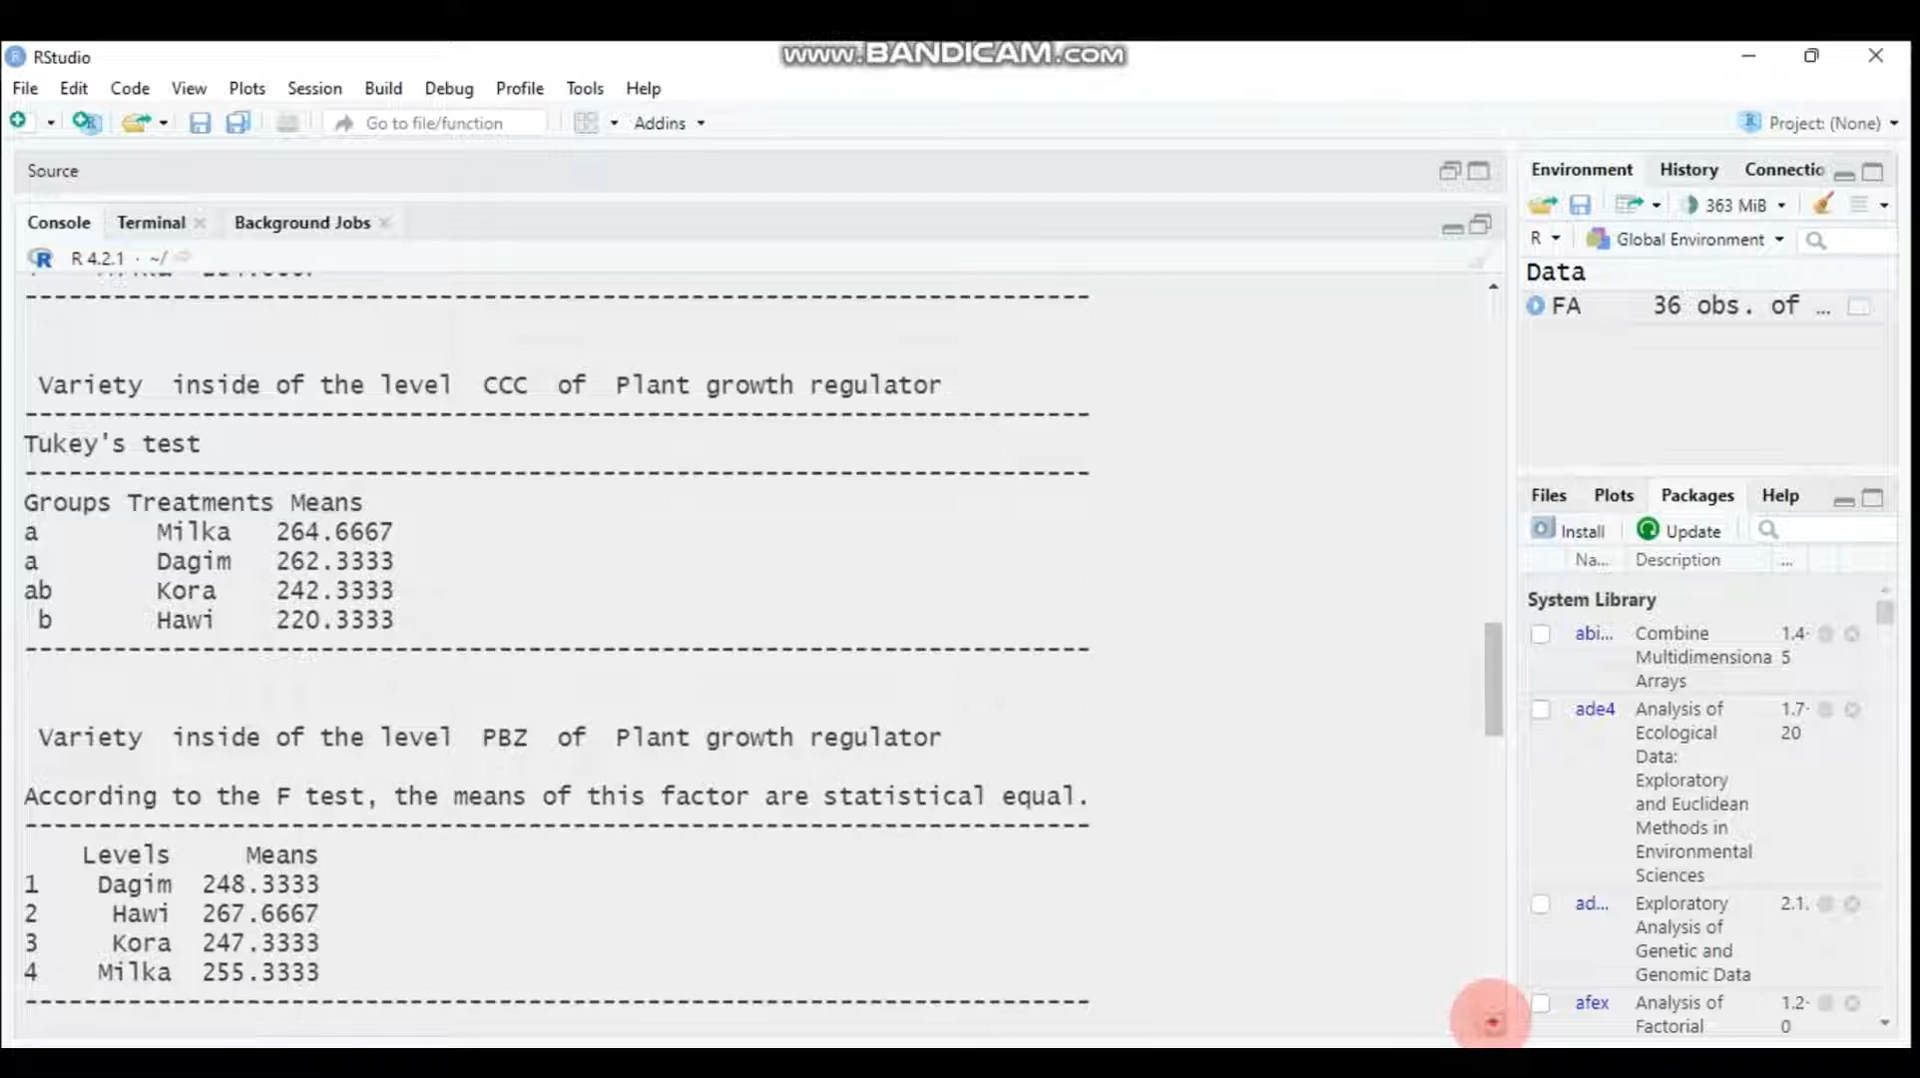 www.BANDICAM.com
RStudio
File Edit Code View Plots Session Build Debug Profile Tools Help
Go to file/function Addins Project: (None)
Source
Console Terminal Background Jobs
R 4.2.1 · ~/
Variety inside of the level CCC of Plant growth regulator
------------------------------------------------------------------------
Tukey's test
------------------------------------------------------------------------
Groups Treatments Means
a Milka 264.6667
a Dagim 262.3333
ab Kora 242.3333
b Hawi 220.3333
------------------------------------------------------------------------
Variety inside of the level PBZ of Plant growth regulator
According to the F test, the means of this factor are statistical equal.
------------------------------------------------------------------------
Levels Means
1 Dagim 248.3333
2 Hawi 267.6667
3 Kora 247.3333
4 Milka 255.3333
------------------------------------------------------------------------
Environment History Connectio
363 MiB
R Global Environment
Data
FA 36 obs. of …
Files Plots Packages Help
Install Update
Na... Description ...
System Library
abi... Combine 1.4-
Multidimensiona 5
Arrays
ade4 Analysis of 1.7-
Ecological 20
Data:
Exploratory
and Euclidean
Methods in
Environmental
Sciences
ad... Exploratory 2.1.
Analysis of
Genetic and
Genomic Data
afex Analysis of 1.2-
Factorial 0